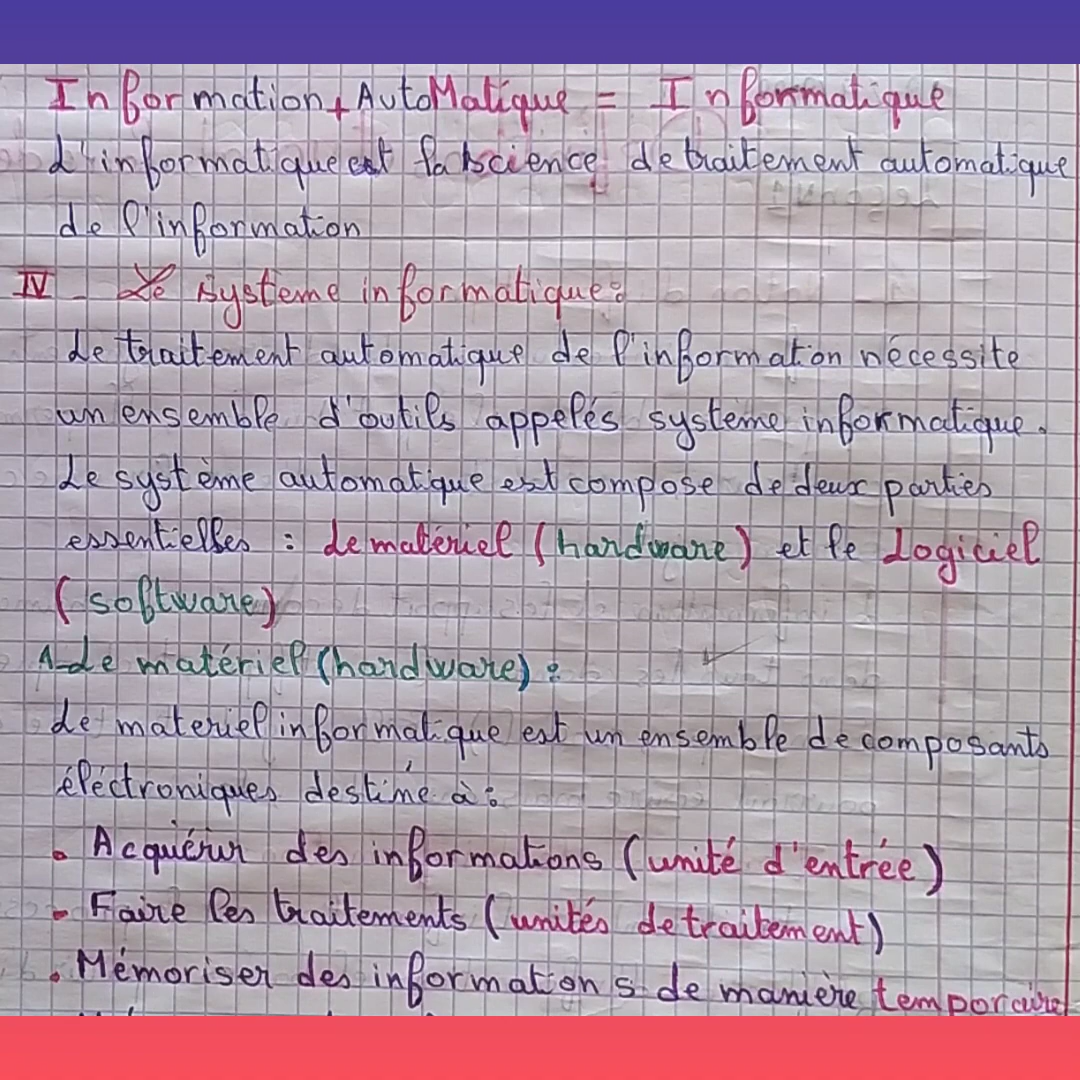 Information + AutoMatique = Informatique
L'informatique est la science de traitement automatique
de l'information
IV - Le système informatique :
Le traitement automatique de l'information nécessite
un ensemble d'outils appelés système informatique.
Le système automatique est compose de deux parties
essentielles : Le matériel (hardware) et le Logiciel
(software)
1-Le matériel (hardware) :
Le materiel informatique est un ensemble de composants
éléctroniques destiné à :
• Acquérir des informations (unité d'entrée)
• Faire les traitements (unités de traitement)
• Mémoriser des informations de manière temporaire